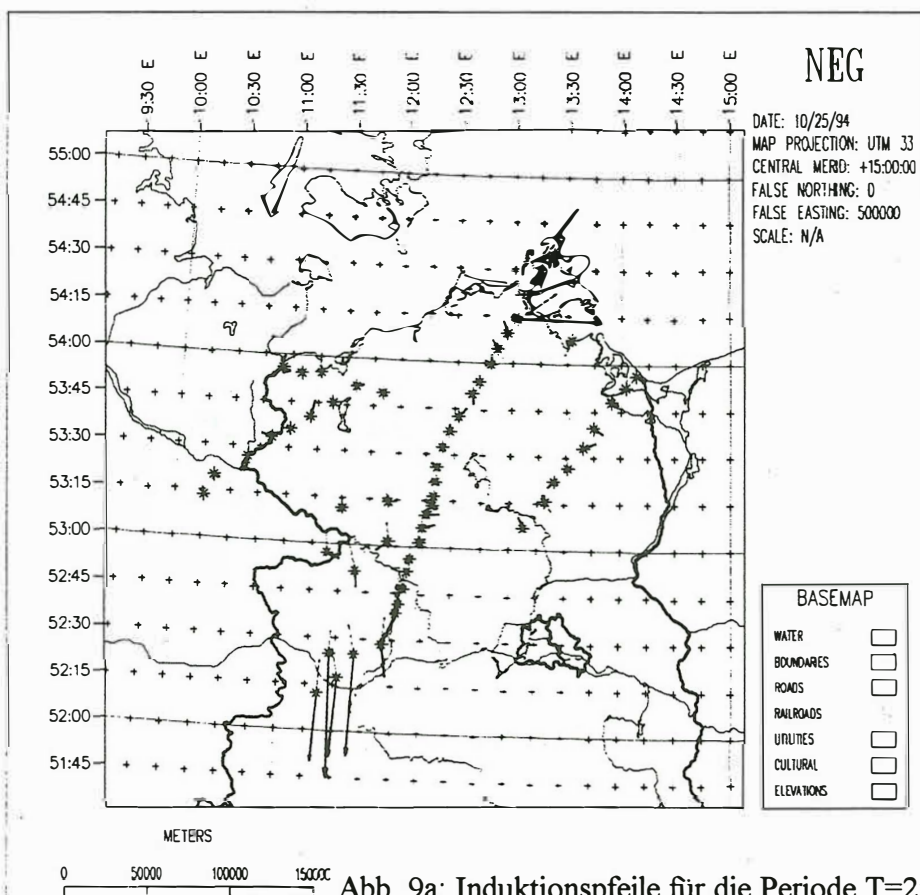 NEG
DATE: 10/25/94
MAP PROJECTION: UTM 33
CENTRAL MERID: +15:00:00
FALSE NORTHING: 0
FALSE EASTING: 500000
SCALE: N/A
9:30 E
10:00 E
10:30 E
11:00 E
11:30 E
12:00 E
12:30 E
13:00 E
13:30 E
14:00 E
14:30 E
15:00 E
55:00
54:45
54:30
54:15
54:00
53:45
53:30
53:15
53:00
52:45
52:30
52:15
52:00
51:45
BASEMAP
WATER
BOUNDARIES
ROADS
RAILROADS
UTILITIES
CULTURAL
ELEVATIONS
METERS
0 50000 100000
Abb. 9a: Induktionspfeile für die Periode T=2